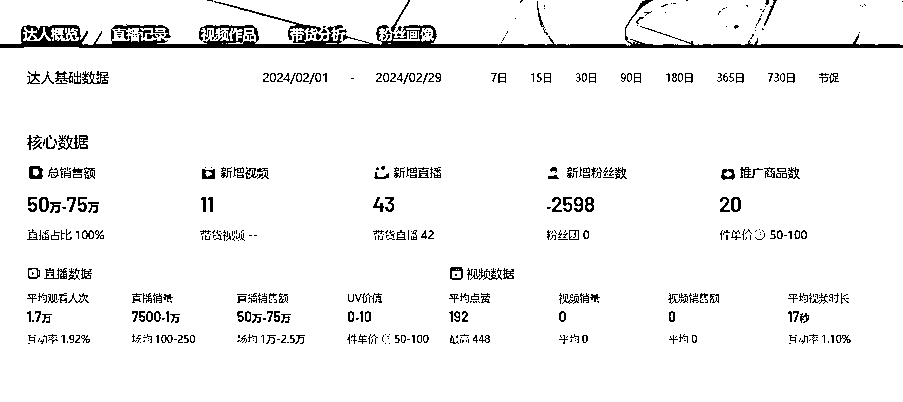 达人概览 直播记录 视频作品 带货分析 粉丝画像
达人基础数据 2024/02/01 - 2024/02/29 7日 15日 30日 90日 180日 365日 730日 节促
核心数据
总销售额 新增视频 新增直播 新增粉丝数 推广商品数
50万-75万 11 43 -2598 20
直播占比 100% 带货视频 -- 带货直播 42 粉丝团 0 件单价 50-100
直播数据 视频数据
平均观看人次 直播销量 直播销售额 UV价值 平均点赞 视频销量 视频销售额 平均视频时长
1.7万 7500-1万 50万-75万 0-10 192 0 0 17秒
互动率 1.92% 场均 100-250 场均 1万-2.5万 件单价 50-100 最高 448 平均 0 平均 0 互动率 1.10%